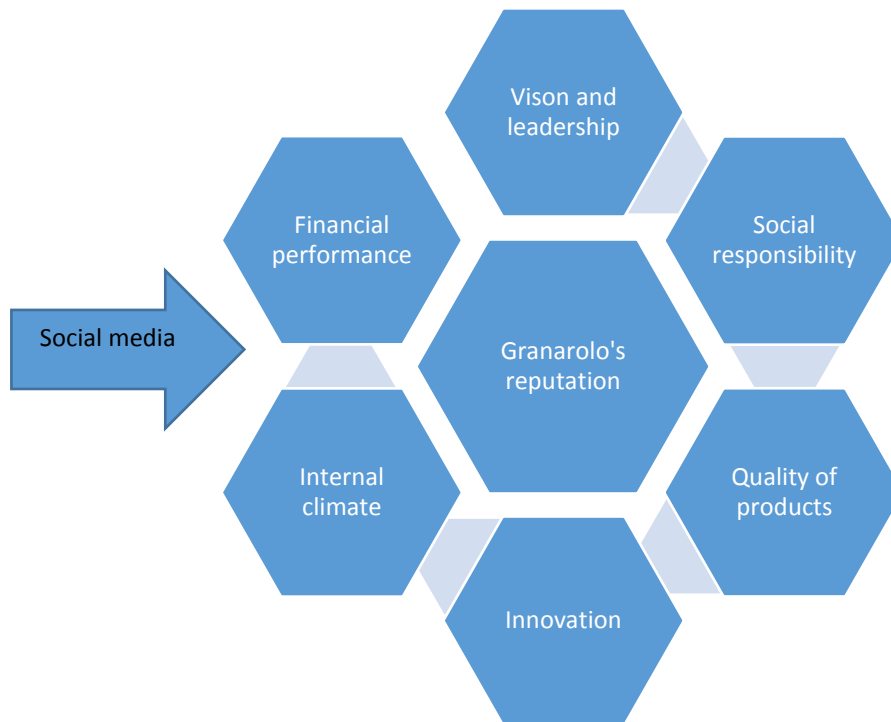 Vison and
leadership
Financial
performance
Social
responsibility
Social media
Granarolo's
reputation
Internal
climate
Quality of
products
Innovation